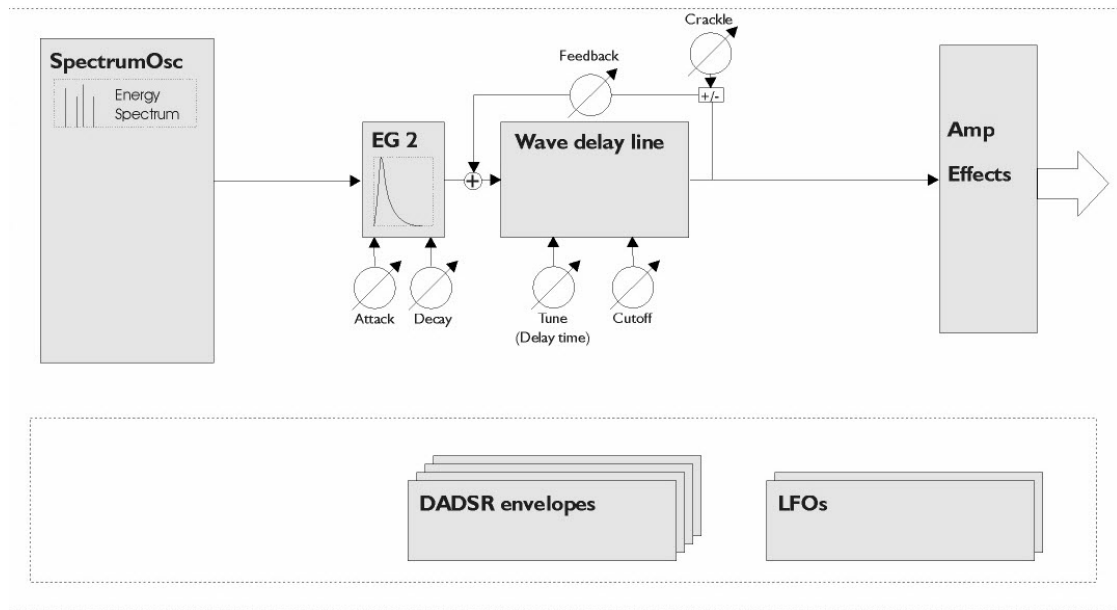 Crackle
SpectrumOsc
Energy
Spectrum
Feedback
+/-
EG 2
Wave delay line
Amp
Effects
+
Attack
Decay
Tune
(Delay time)
Cutoff
DADSR envelopes
LFOs